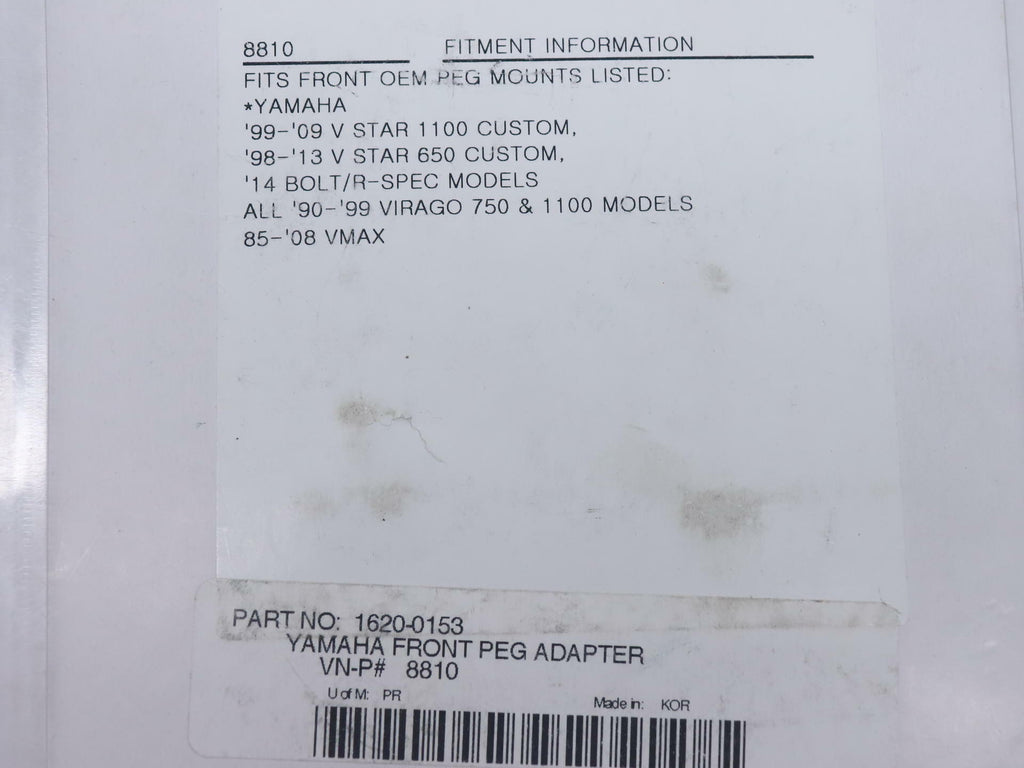 8810 FITMENT INFORMATION
FITS FRONT OEM PEG MOUNTS LISTED:
*YAMAHA
'99-'09 V STAR 1100 CUSTOM,
'98-'13 V STAR 650 CUSTOM,
'14 BOLT/R-SPEC MODELS
ALL '90-'99 VIRAGO 750 & 1100 MODELS
85-'08 VMAX
PART NO: 1620-0153
YAMAHA FRONT PEG ADAPTER
VN-P# 8810
U of M: PR Made in: KOR